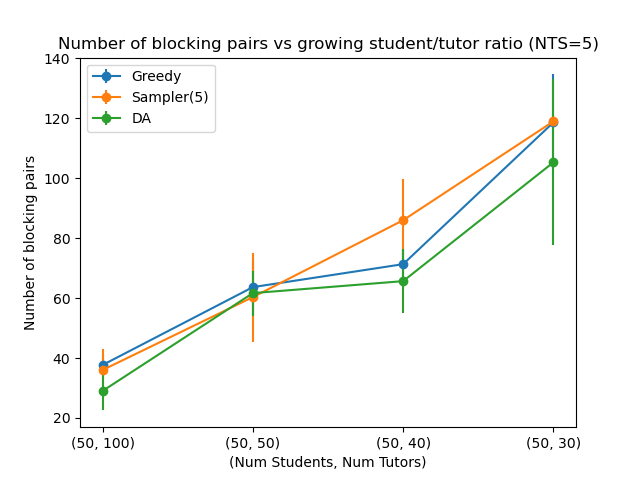 Number of blocking pairs vs growing student/tutor ratio (NTS=5)
Greedy
Sampler(5)
DA
Number of blocking pairs
140
120
100
80
60
40
20
(50, 100)
(50, 50)
(50, 40)
(50, 30)
(Num Students, Num Tutors)